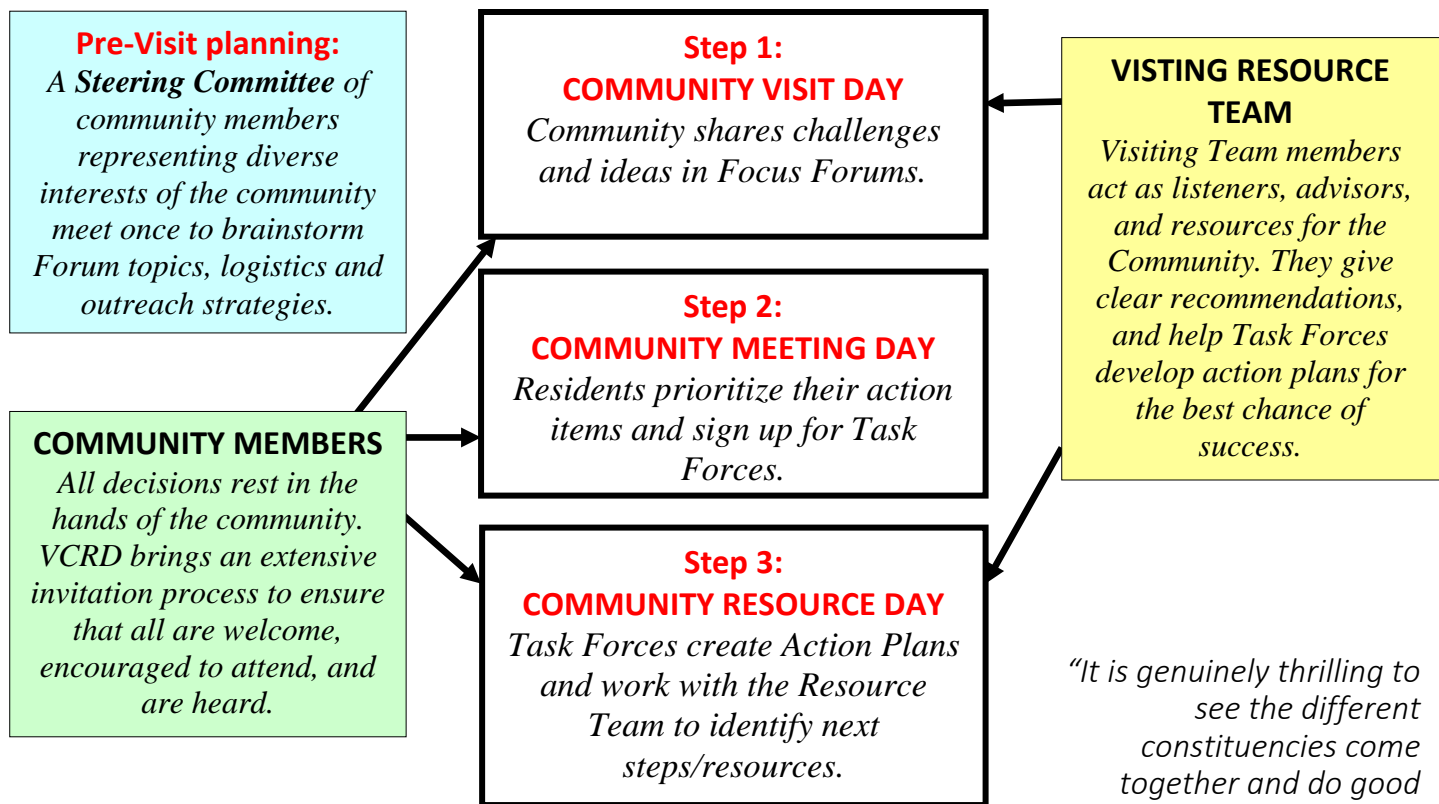 Pre-Visit planning:
A Steering Committee of
community members
representing diverse
interests of the community
meet once to brainstorm
Forum topics, logistics and
outreach strategies.
COMMUNITY MEMBERS
All decisions rest in the
hands of the community.
VCRD brings an extensive
invitation process to ensure
that all are welcome,
encouraged to attend, and
are heard.
Step 1:
COMMUNITY VISIT DAY
Community shares challenges
and ideas in Focus Forums.
Step 2:
COMMUNITY MEETING DAY
Residents prioritize their action
items and sign up for Task
Forces.
Step 3:
COMMUNITY RESOURCE DAY
Task Forces create Action Plans
and work with the Resource
Team to identify next
steps/resources.
VISTING RESOURCE
TEAM
Visiting Team members
act as listeners, advisors,
and resources for the
Community. They give
clear recommendations,
and help Task Forces
develop action plans for
the best chance of
success.
“It is genuinely thrilling to
see the different
constituencies come
together and do good